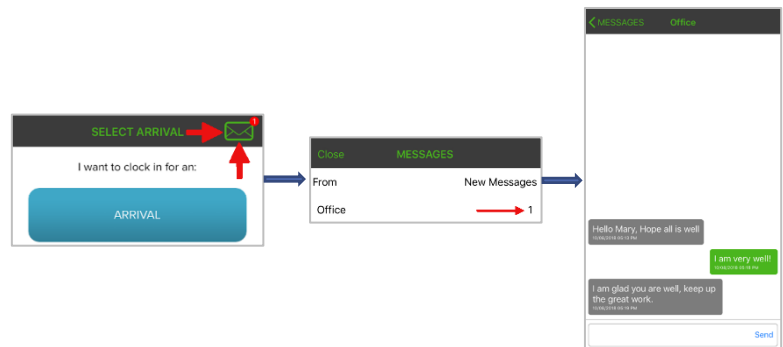 SELECT ARRIVAL
1
I want to clock in for an:
ARRIVAL
Close MESSAGES
From New Messages
Office 1
MESSAGES Office
Hello Mary, Hope all is well
I am very well!
I am glad you are well, keep up
the great work.
Send